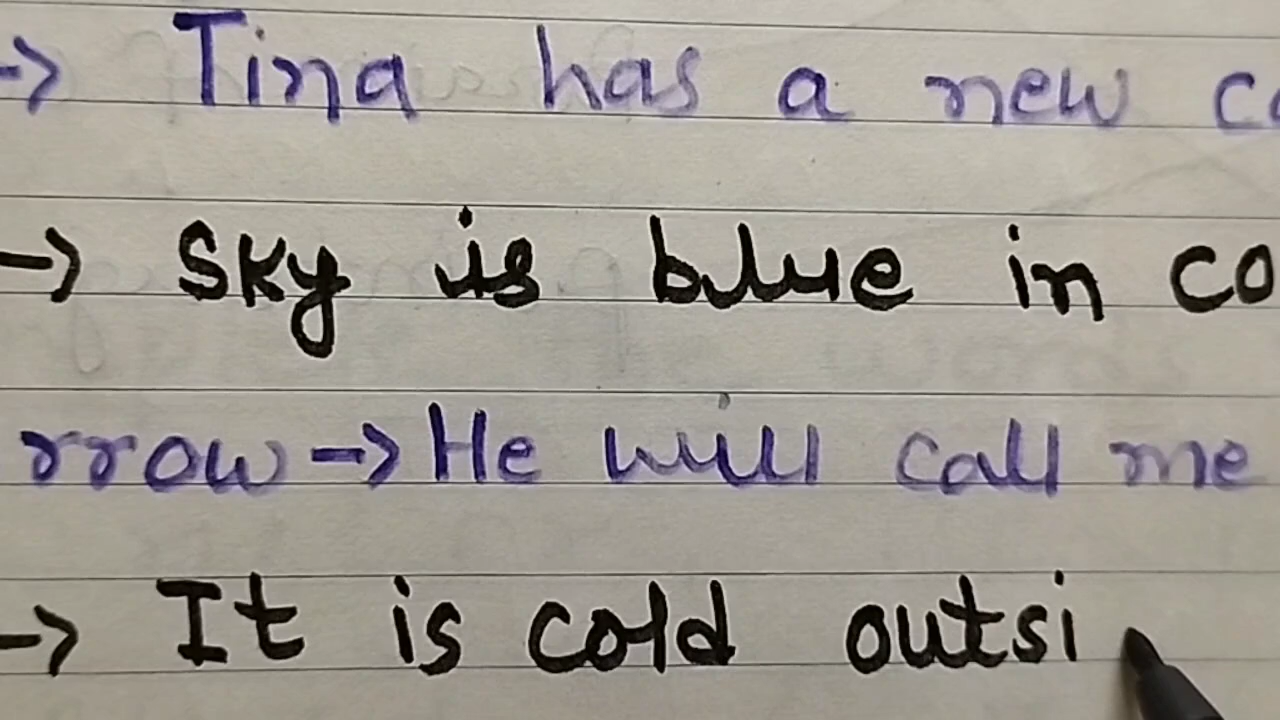 -> Tina has a new
-> Sky is blue in
rrow -> He will call me
-> It is cold outsi